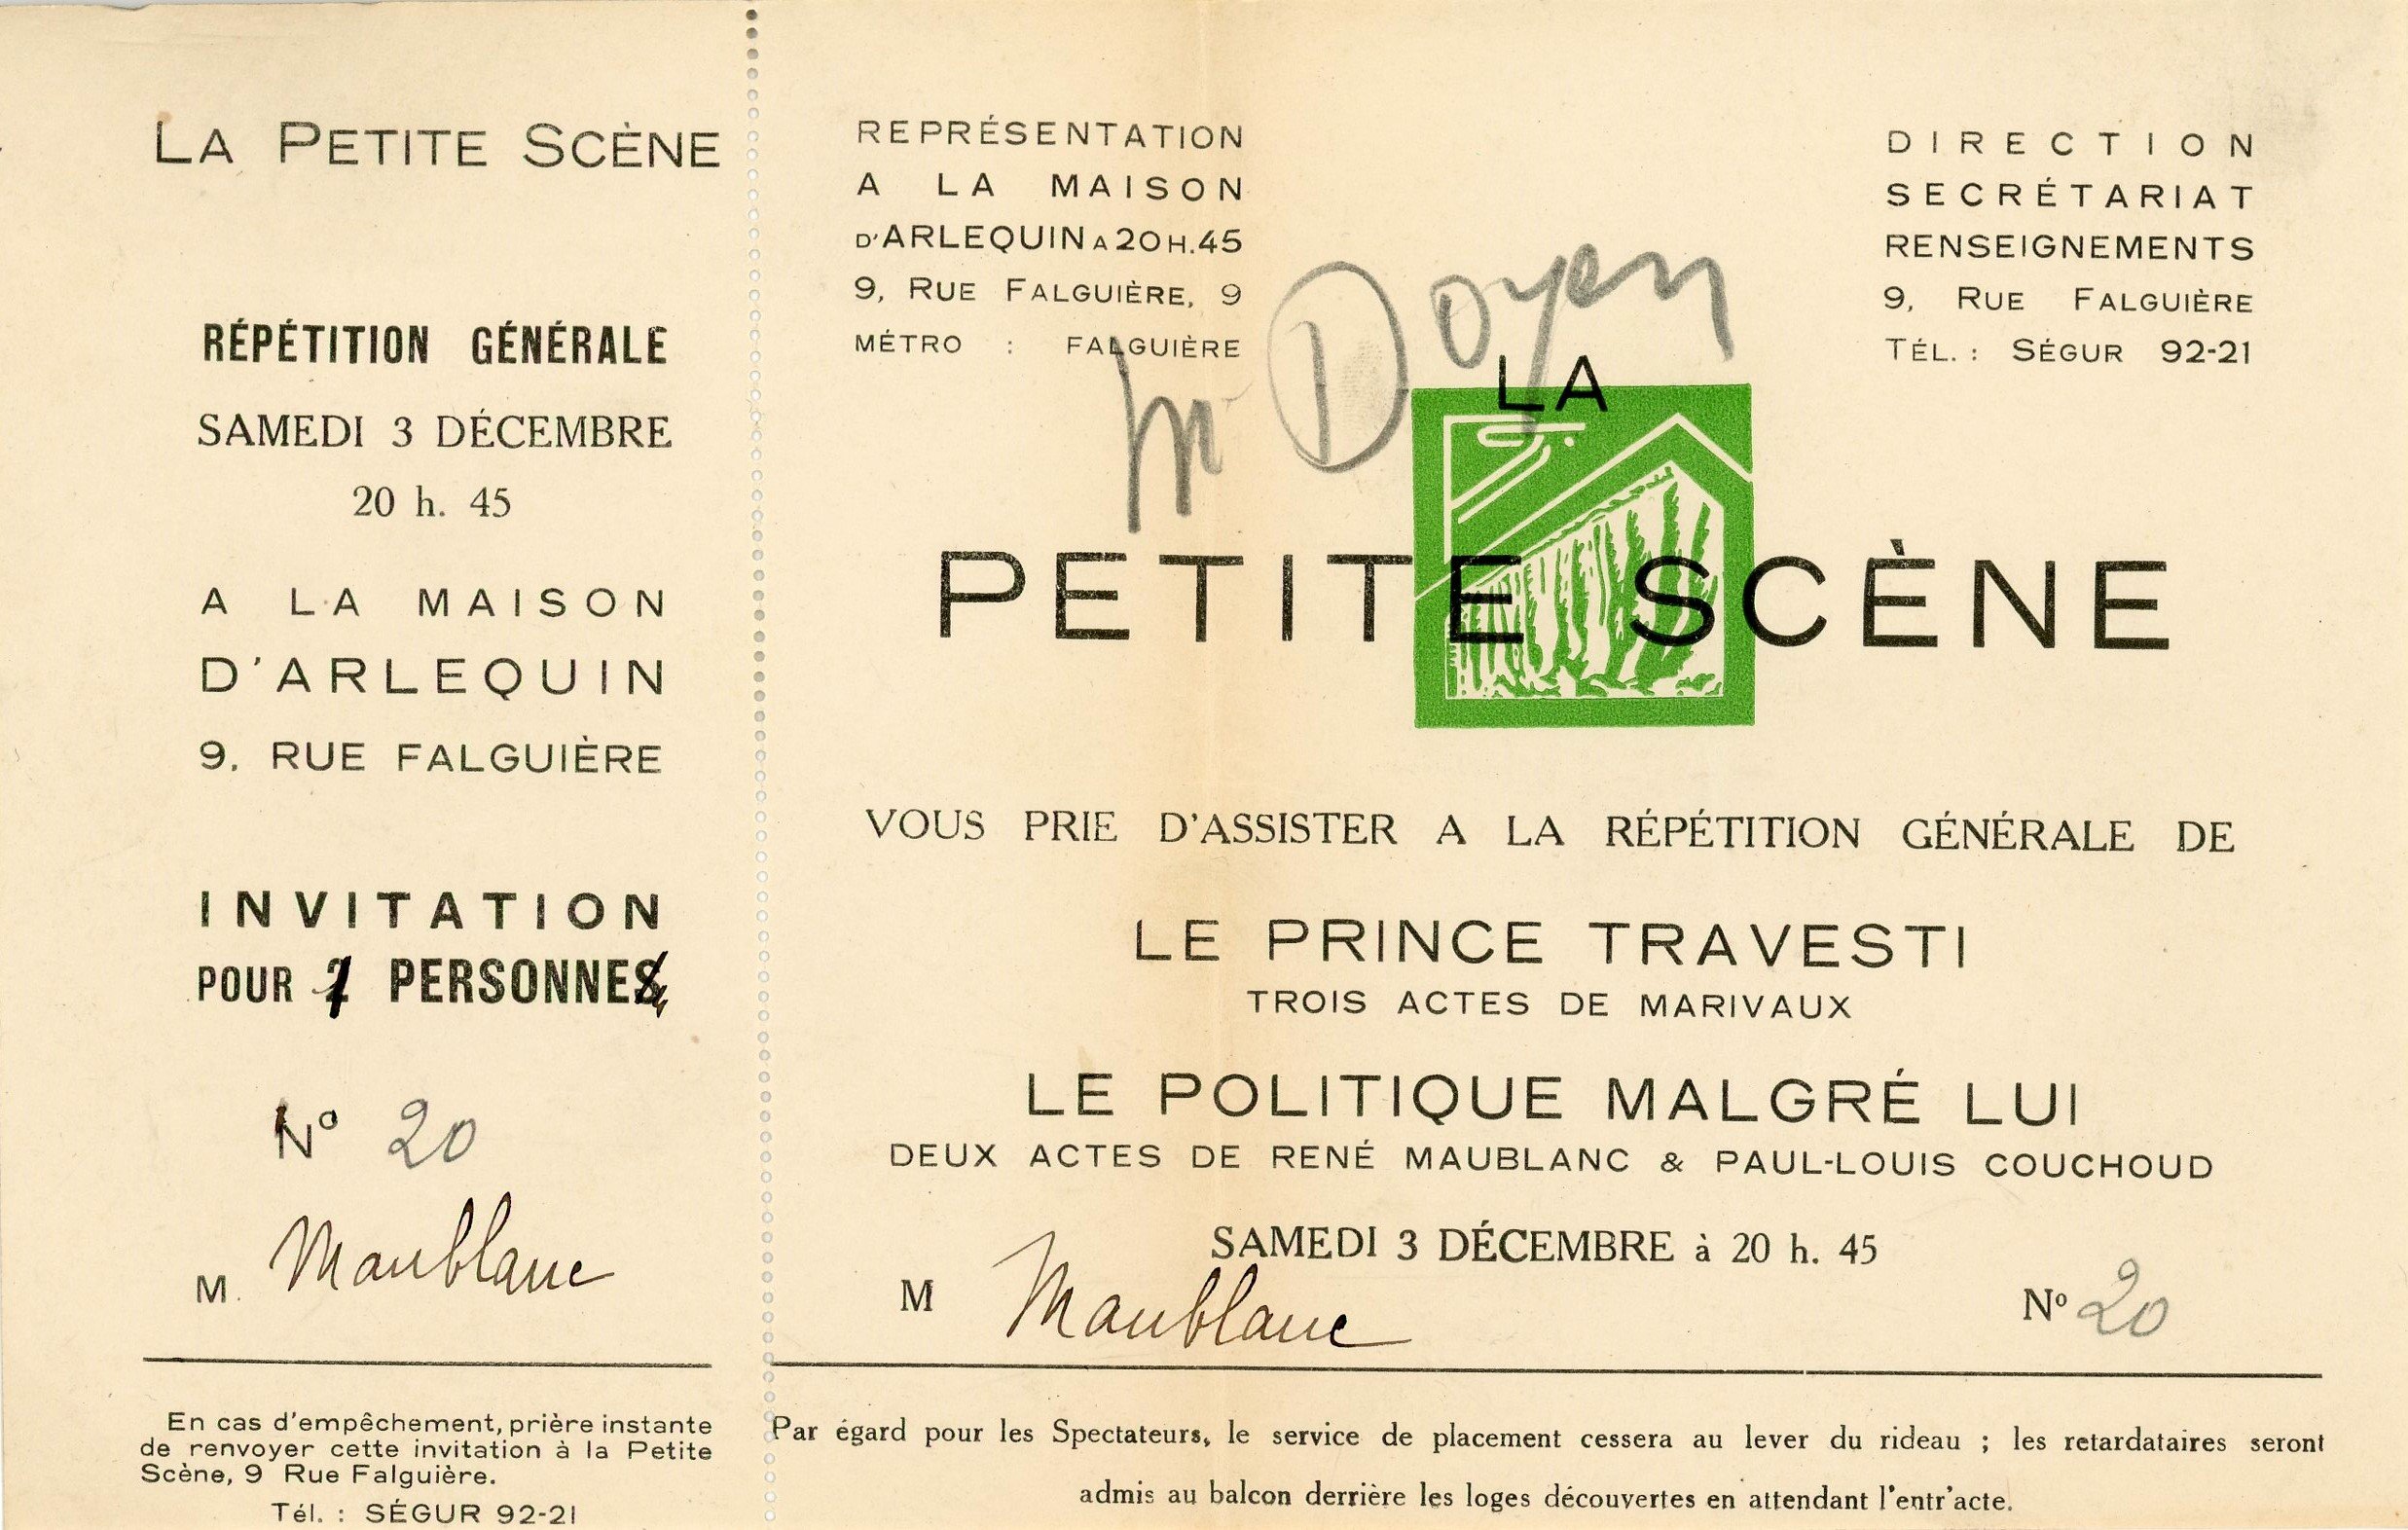 LA PETITE SCÈNE
RÉPÉTITION GÉNÉRALE
SAMEDI 3 DÉCEMBRE
20 h. 45
A LA MAISON
D'ARLEQUIN
9, RUE FALGUIÈRE
INVITATION
POUR 1 PERSONNE
Nº 20
M. Maublanc
En cas d'empêchement, prière instante
de renvoyer cette invitation à la Petite
Scène, 9 Rue Falguière.
Tél. : SÉGUR 92-21
REPRÉSENTATION
A LA MAISON
D'ARLEQUIN A 20 H. 45
9, RUE FALGUIÈRE, 9
MÉTRO : FALGUIÈRE
DIRECTION
SECRÉTARIAT
RENSEIGNEMENTS
9, RUE FALGUIÈRE
TÉL. : SÉGUR 92-21
Doyen
LA
PETITE SCÈNE
VOUS PRIE D'ASSISTER A LA RÉPÉTITION GÉNÉRALE DE
LE PRINCE TRAVESTI
TROIS ACTES DE MARIVAUX
LE POLITIQUE MALGRÉ LUI
DEUX ACTES DE RENÉ MAUBLANC & PAUL-LOUIS COUCHOUD
SAMEDI 3 DÉCEMBRE à 20 h. 45
M Maublanc Nº 20
Par égard pour les Spectateurs, le service de placement cessera au lever du rideau ; les retardataires seront
admis au balcon derrière les loges découvertes en attendant l'entr'acte.